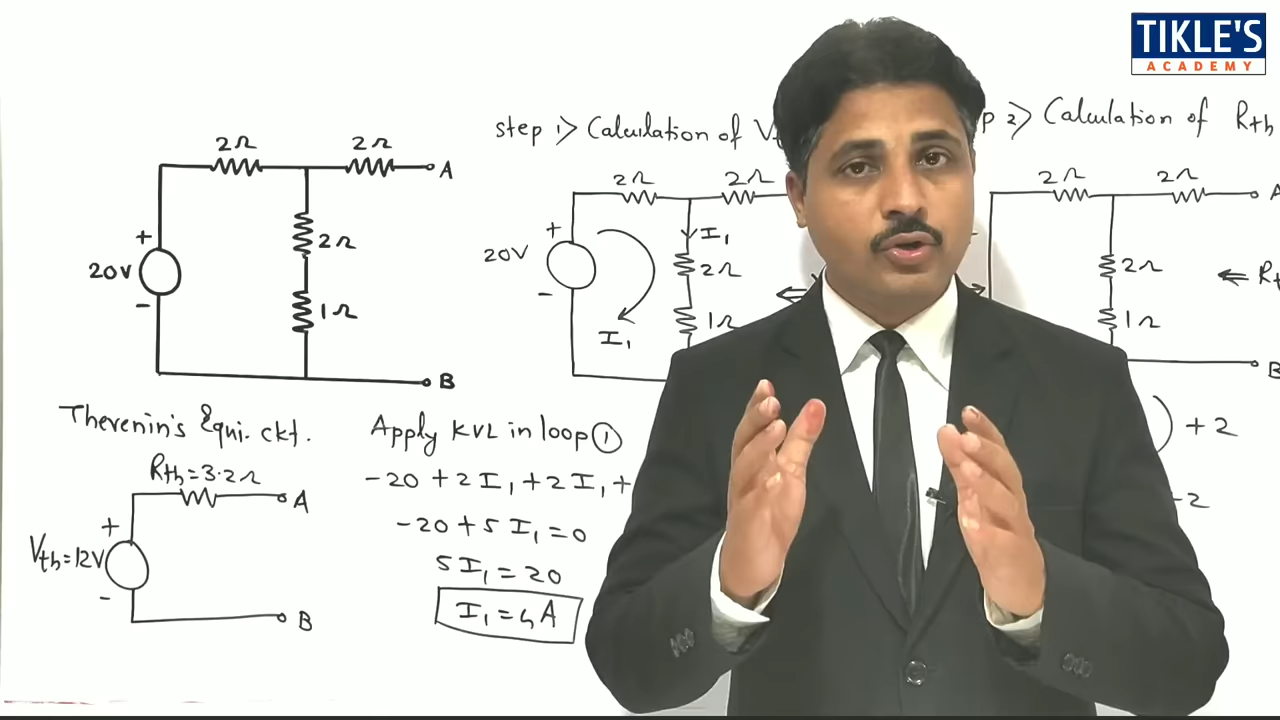 TIKLE'S
ACADEMY
step 1> Calculation of V
p 2> Calculation of Rth
2Ω 2Ω A
20V + -
2Ω
1Ω
B
2Ω 2Ω
20V + -
I1
2Ω
1Ω
I1
2Ω 2Ω A
2Ω
1Ω
⇐ R
B
Thevenin's Equi. ckt.
Rth=3.2Ω
A
+
Vth=12V
-
B
Apply KVL in loop ①
-20+2I1+2I1+
-20+5I1=0
5I1=20
I1=4A
)+2
2